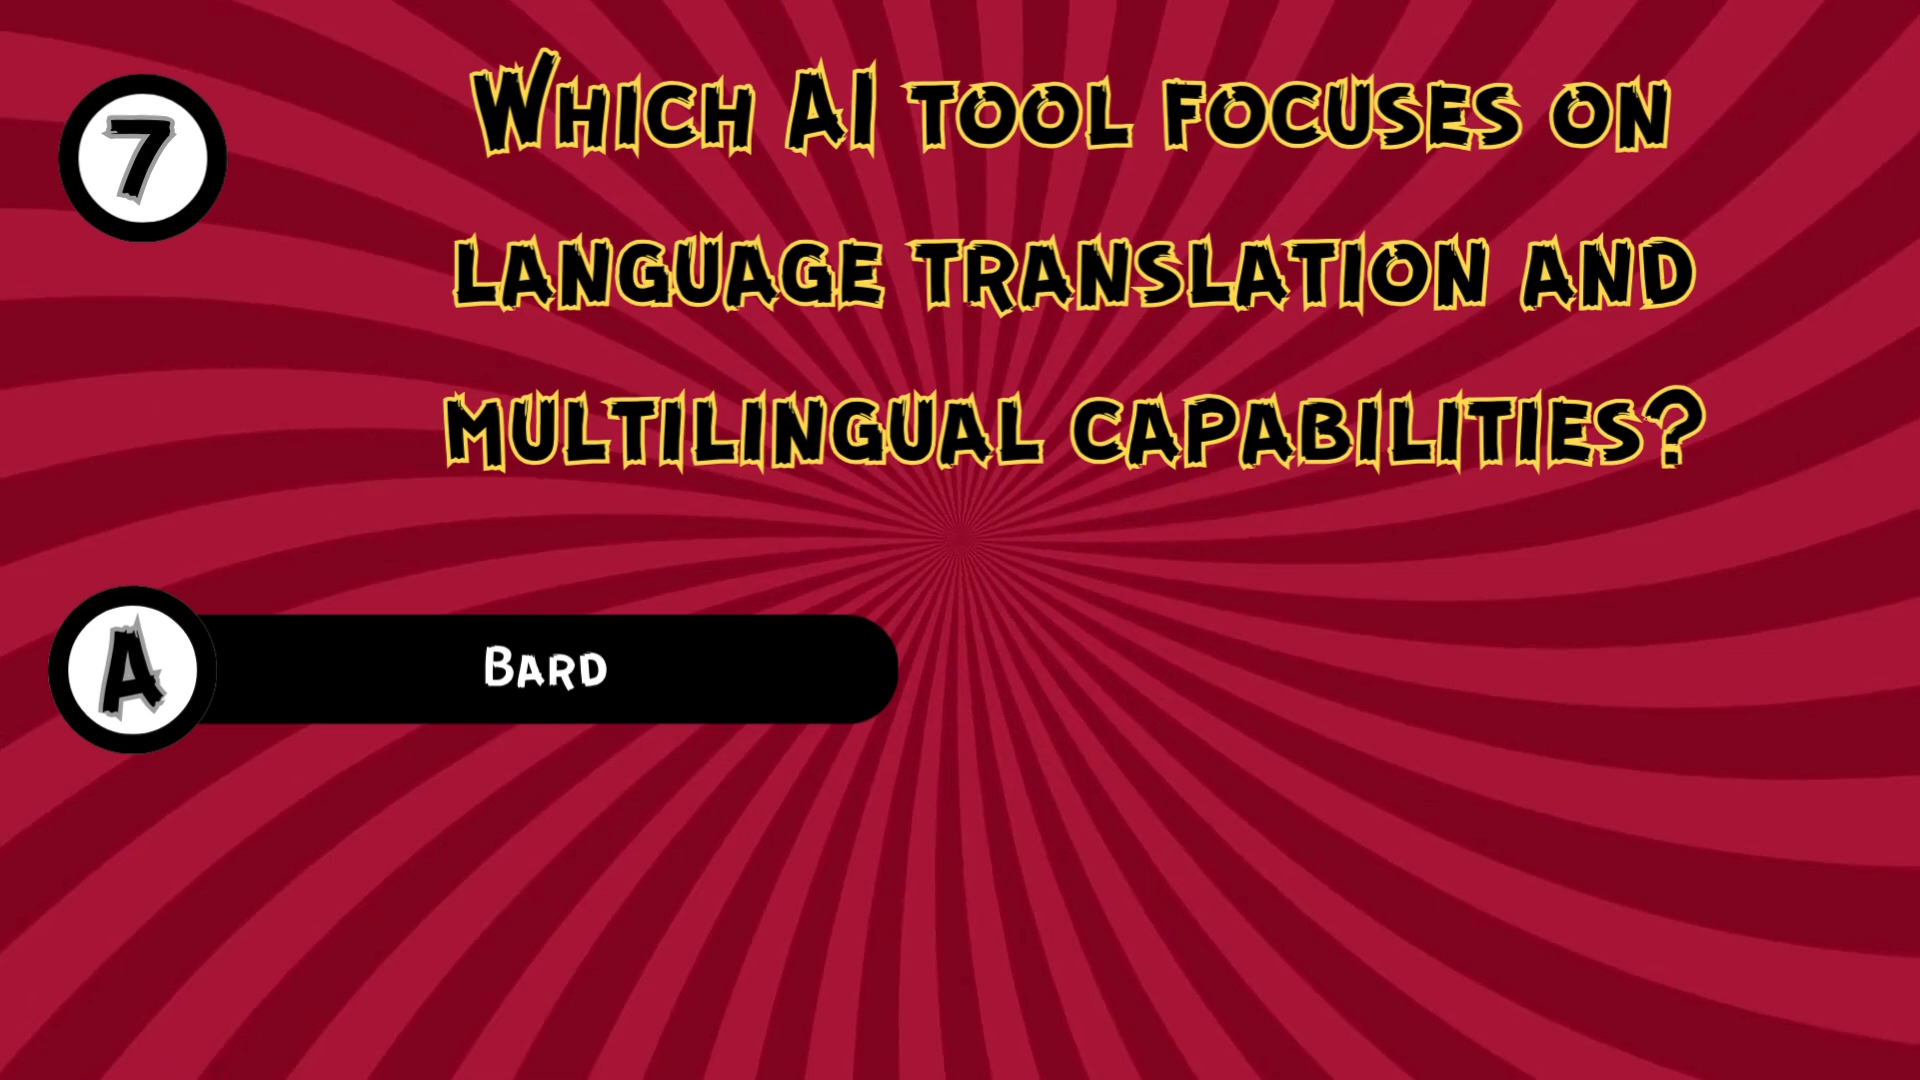 7
Which AI tool focuses on
language translation and
multilingual capabilities?
A
Bard